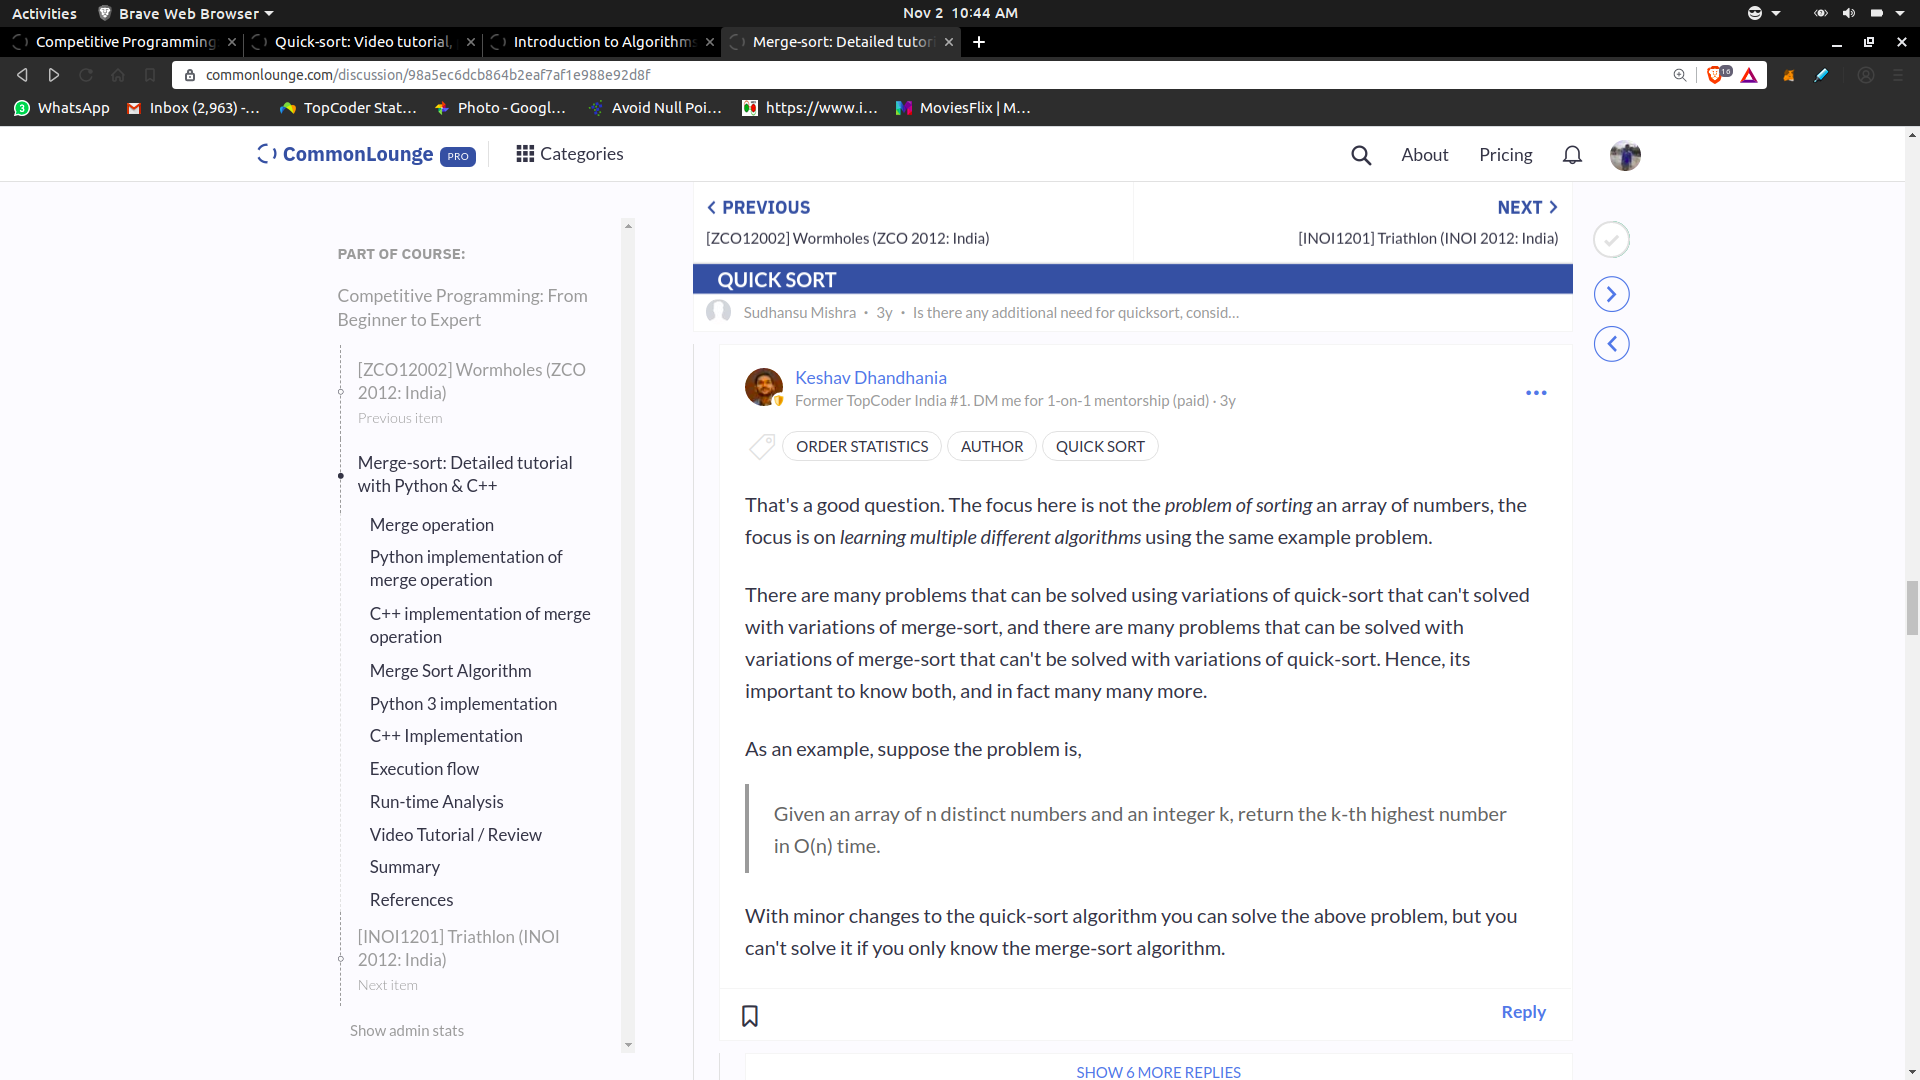 Activities Brave Web Browser Nov 2 10:44 AM
Competitive Programming Quick-sort: Video tutorial, Introduction to Algorithms Merge-sort: Detailed tutori
commonlounge.com/discussion/98a5ec6dcb864b2eaf7af1e988e92d8f 16
3 WhatsApp Inbox (2,963) -... TopCoder Stat... Photo - Googl... Avoid Null Poi... https://www.i... MoviesFlix | M...
CommonLounge PRO Categories About Pricing
PREVIOUS NEXT
[ZCO12002] Wormholes (ZCO 2012: India) [INOI1201] Triathlon (INOI 2012: India)
PART OF COURSE:
Competitive Programming: From
Beginner to Expert
[ZCO12002] Wormholes (ZCO
2012: India)
Previous item
Merge-sort: Detailed tutorial
with Python & C++
Merge operation
Python implementation of
merge operation
C++ implementation of merge
operation
Merge Sort Algorithm
Python 3 implementation
C++ Implementation
Execution flow
Run-time Analysis
Video Tutorial / Review
Summary
References
[INOI1201] Triathlon (INOI
2012: India)
Next item
Show admin stats
QUICK SORT
Sudhansu Mishra • 3y • Is there any additional need for quicksort, consid...
Keshav Dhandhania
Former TopCoder India #1. DM me for 1-on-1 mentorship (paid) · 3y
ORDER STATISTICS AUTHOR QUICK SORT
That's a good question. The focus here is not the problem of sorting an array of numbers, the
focus is on learning multiple different algorithms using the same example problem.
There are many problems that can be solved using variations of quick-sort that can't solved
with variations of merge-sort, and there are many problems that can be solved with
variations of merge-sort that can't be solved with variations of quick-sort. Hence, its
important to know both, and in fact many many more.
As an example, suppose the problem is,
Given an array of n distinct numbers and an integer k, return the k-th highest number
in O(n) time.
With minor changes to the quick-sort algorithm you can solve the above problem, but you
can't solve it if you only know the merge-sort algorithm.
Reply
SHOW 6 MORE REPLIES